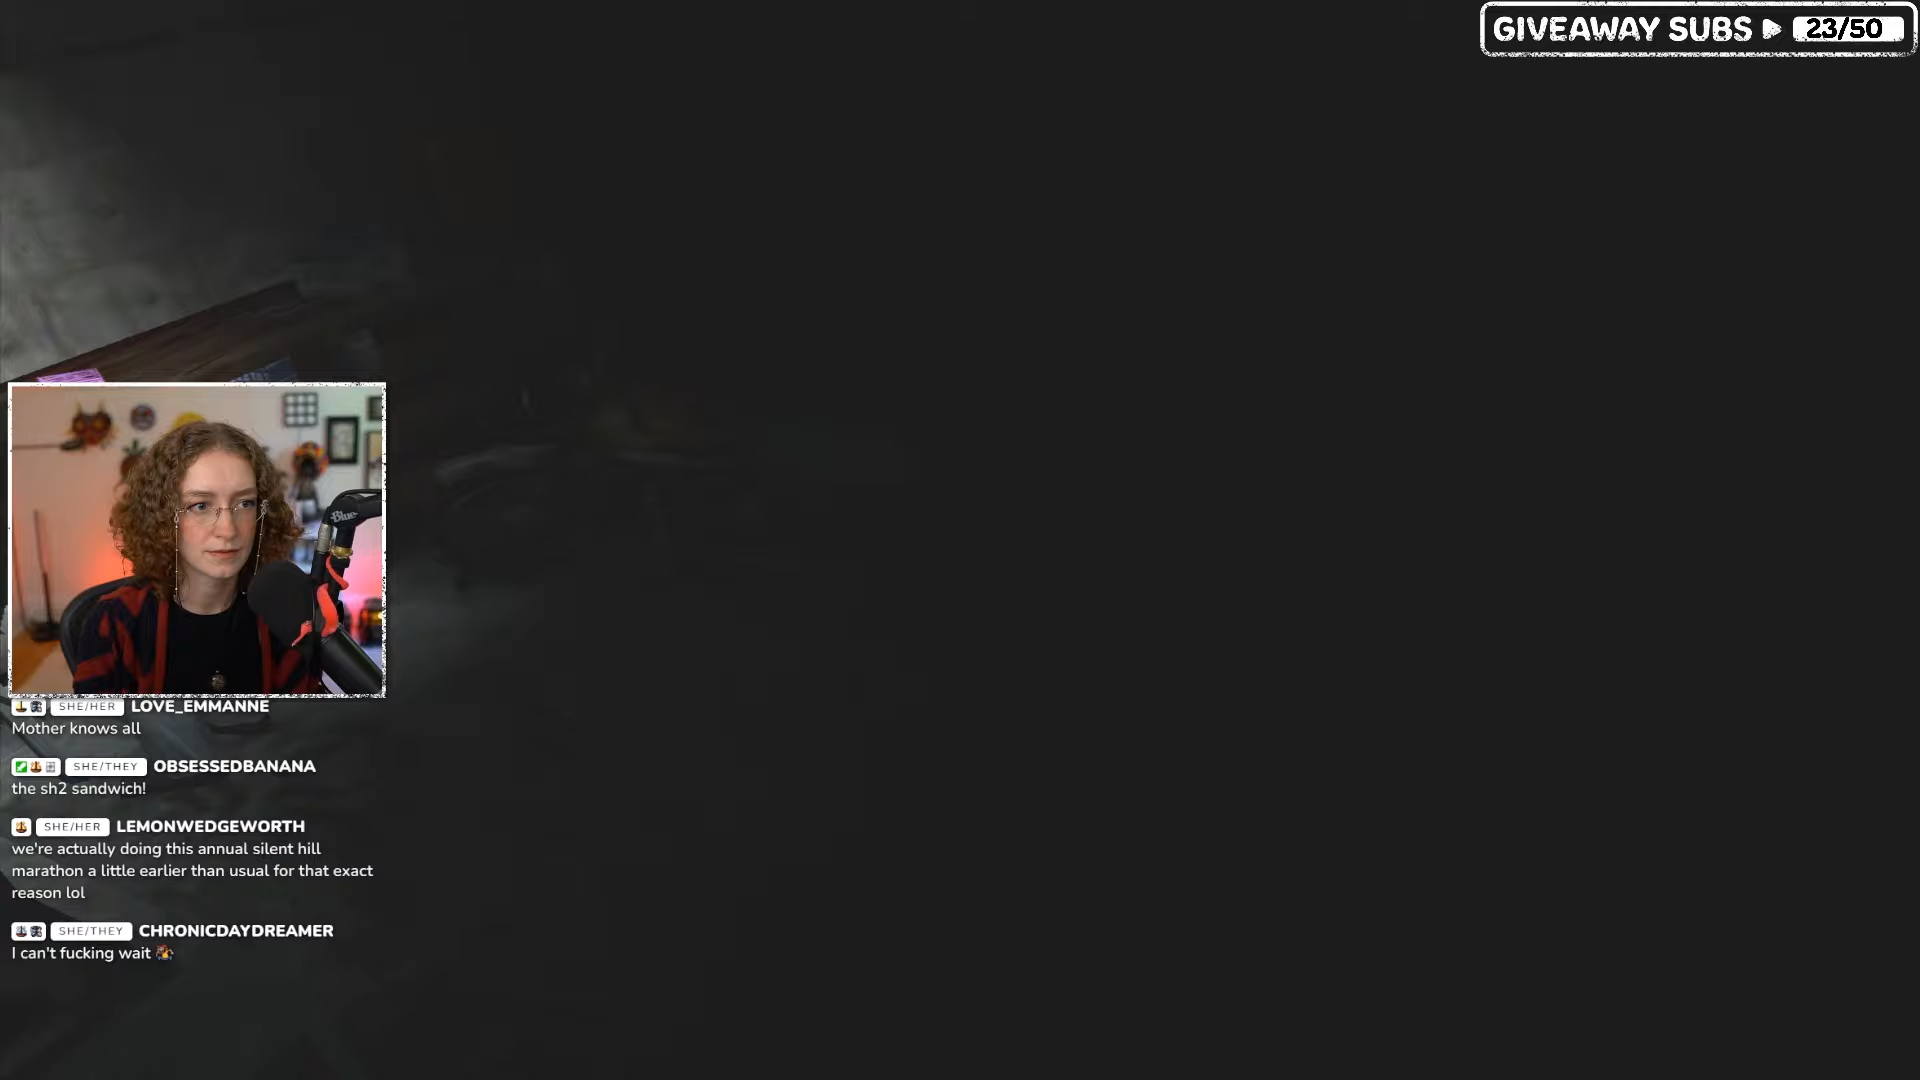 GIVEAWAY SUBS 23/50
Blue
SHE/HER LOVE_EMMANNE
Mother knows all
SHE/THEY OBSESSEDBANANA
the sh2 sandwich!
SHE/HER LEMONWEDGEWORTH
we're actually doing this annual silent hill
marathon a little earlier than usual for that exact
reason lol
SHE/THEY CHRONICDAYDREAMER
I can't fucking wait